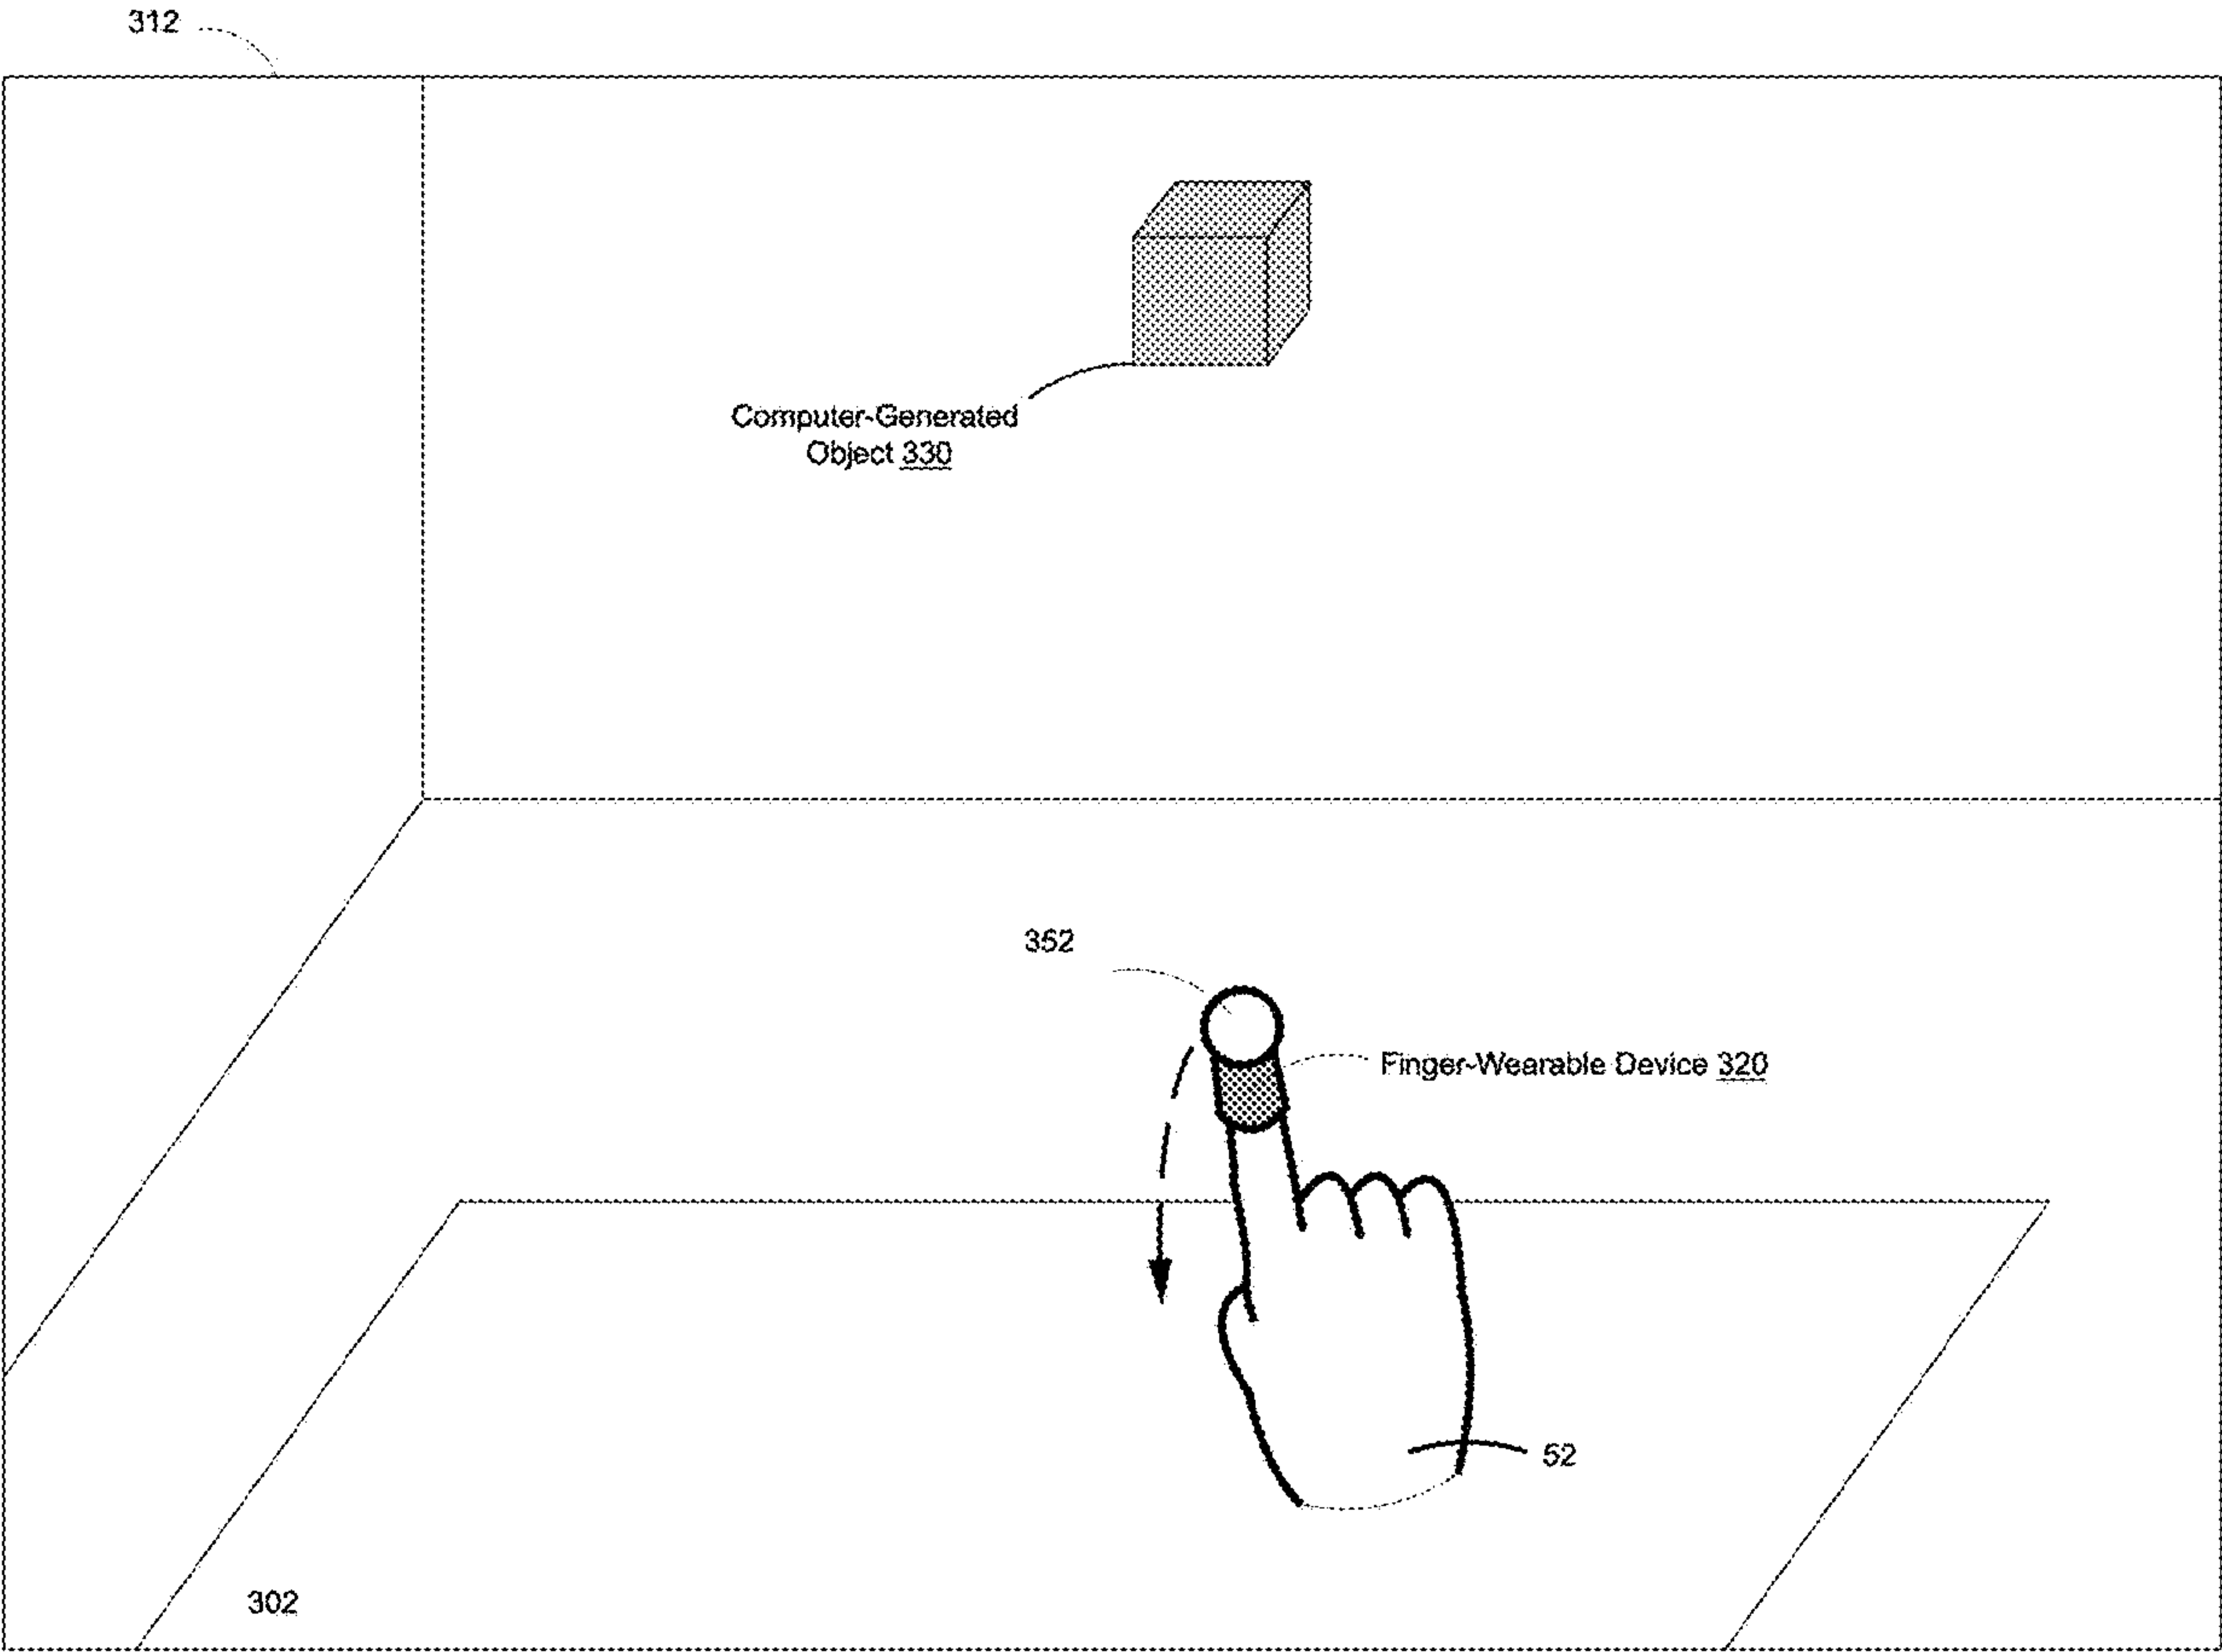 312
Computer-Generated
Object 330
352
Finger-Wearable Device 320
52
302